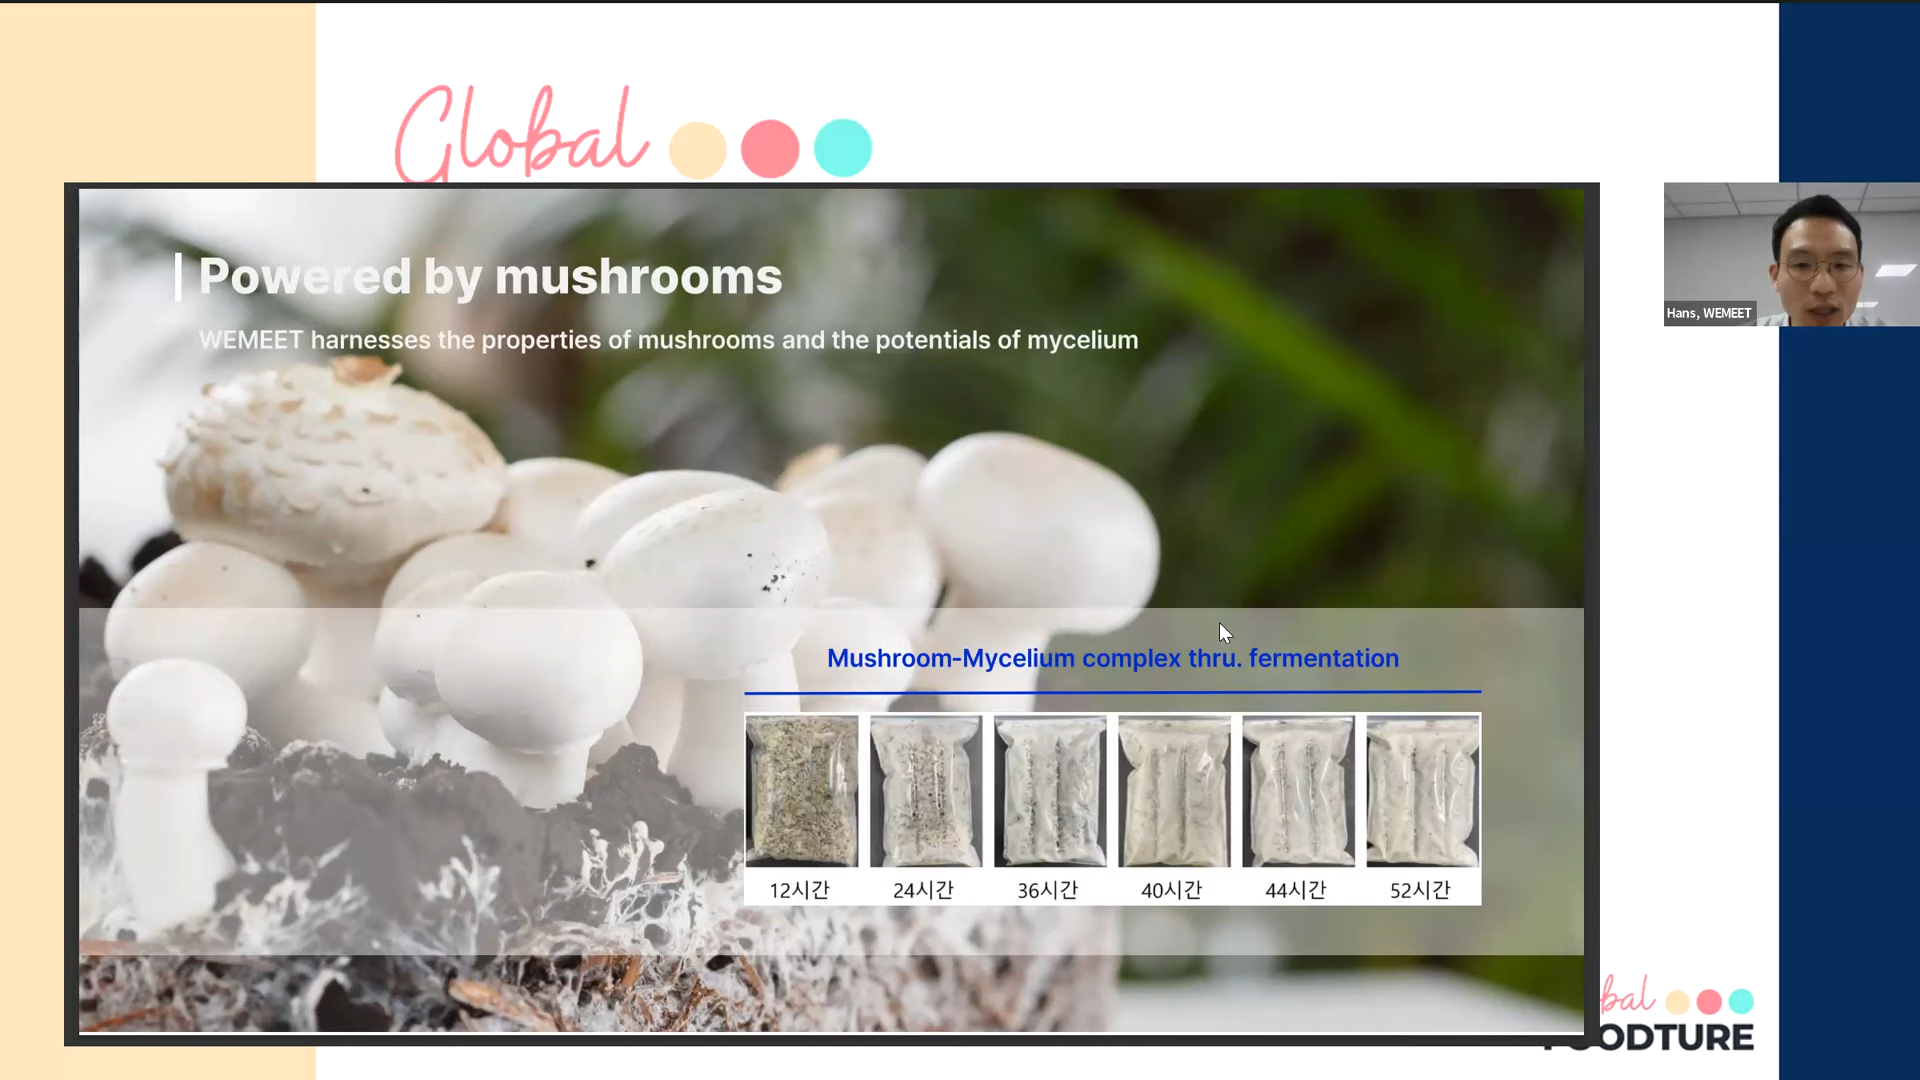 Global
Powered by mushrooms
WEMEET harnesses the properties of mushrooms and the potentials of mycelium
Hans, WEMEET
Mushroom-Mycelium complex thru. fermentation
12시간 24시간 36시간 40시간 44시간 52시간
bal
OODTURE